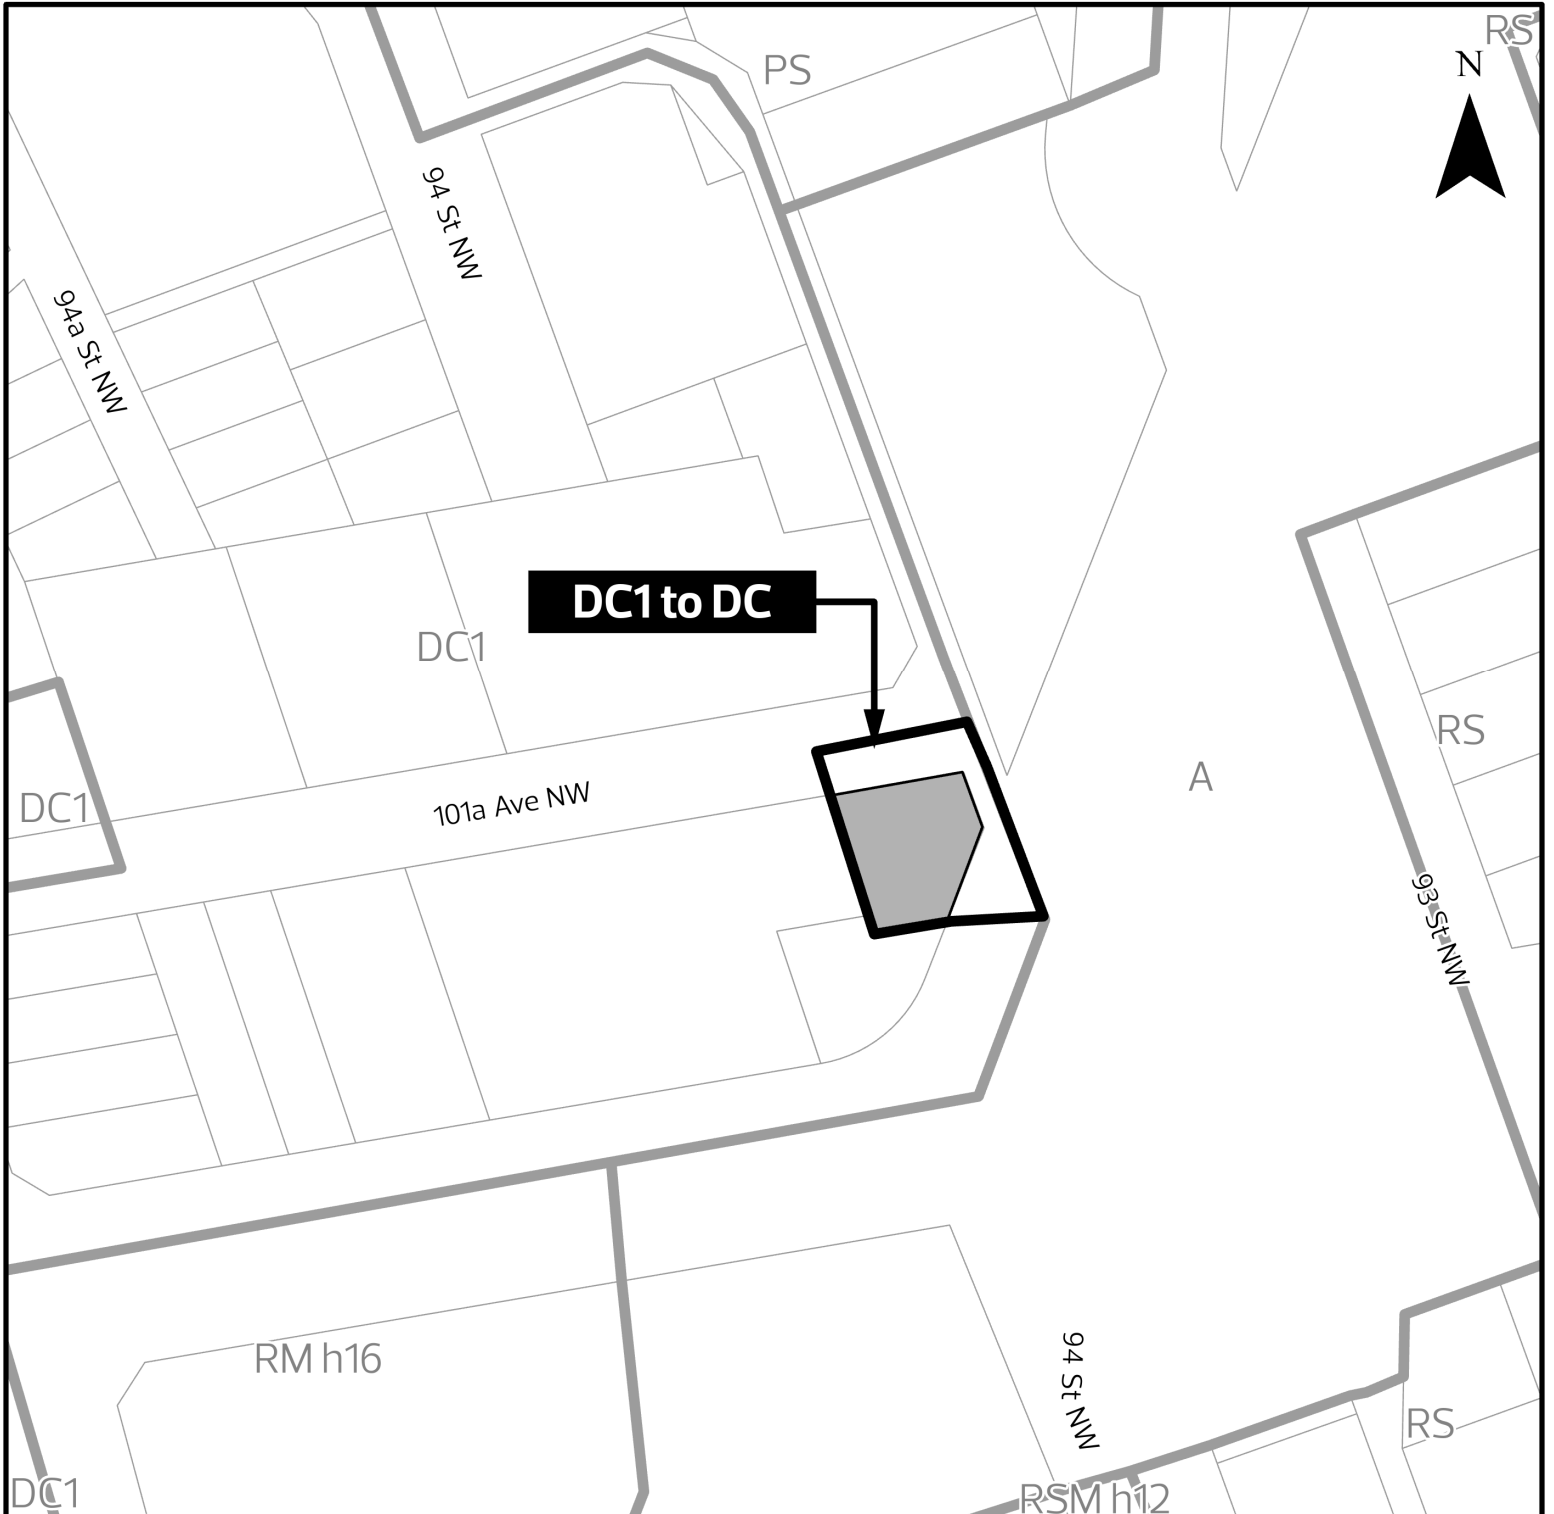 RS
PS
N
94 St NW
94a St NW
DC1 to DC
DC1
RS
A
DC1
101a Ave NW
93 St NW
RM h16
94 St NW
RS
DC1
RSM h12